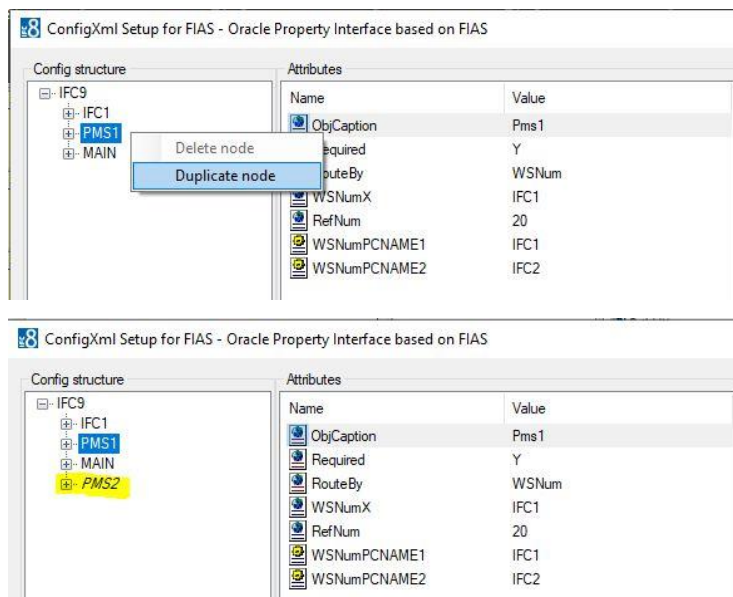 ConfigXml Setup for FIAS - Oracle Property Interface based on FIAS
Config structure
IFC9
IFC1
PMS1
MAIN
Delete node
Duplicate node
Attributes
Name Value
ObjCaption Pms1
equired Y
outeBy WSNum
WSNumX IFC1
RefNum 20
WSNumPCNAME1 IFC1
WSNumPCNAME2 IFC2
ConfigXml Setup for FIAS - Oracle Property Interface based on FIAS
Config structure
IFC9
IFC1
PMS1
MAIN
PMS2
Attributes
Name Value
ObjCaption Pms1
Required Y
RouteBy WSNum
WSNumX IFC1
RefNum 20
WSNumPCNAME1 IFC1
WSNumPCNAME2 IFC2